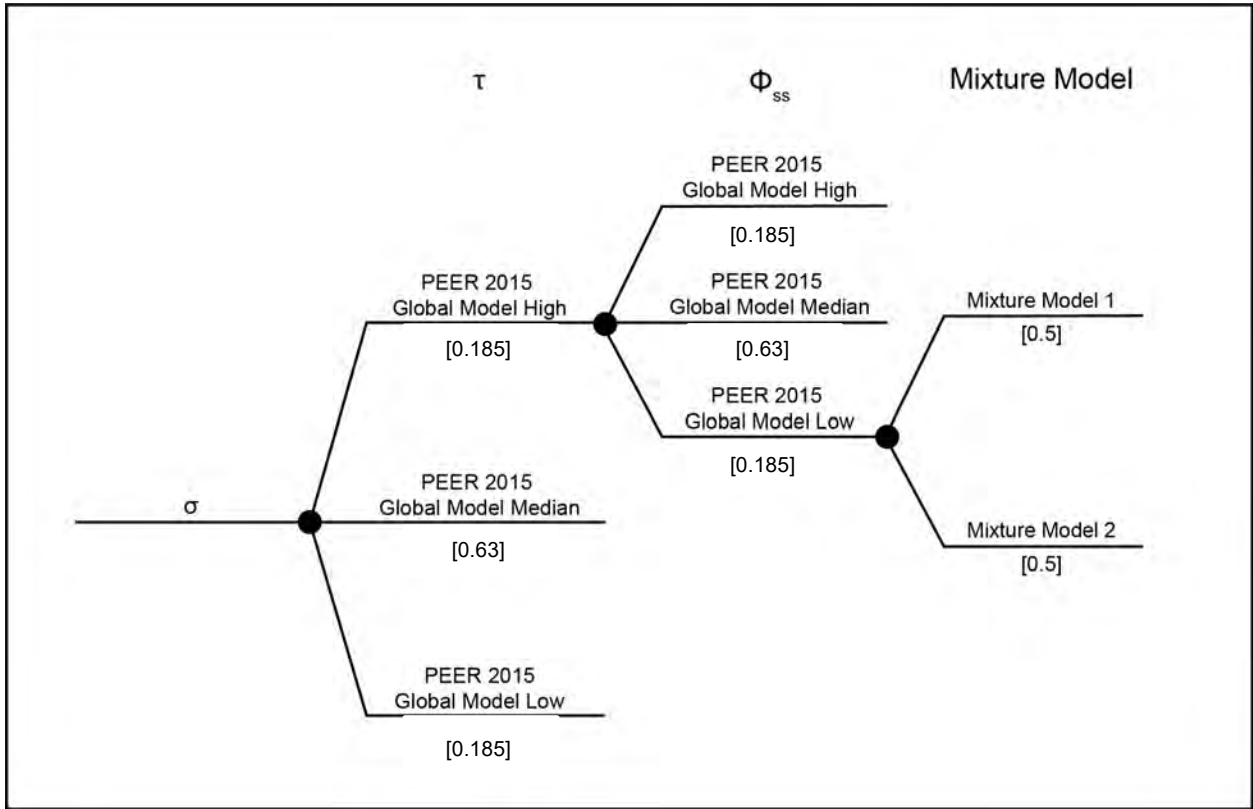 τ
Φss
Mixture Model
PEER 2015
Global Model High
[0.185]
PEER 2015
Global Model High
[0.185]
PEER 2015
Global Model Median
[0.63]
Mixture Model 1
[0.5]
PEER 2015
Global Model Low
[0.185]
σ
PEER 2015
Global Model Median
[0.63]
Mixture Model 2
[0.5]
PEER 2015
Global Model Low
[0.185]